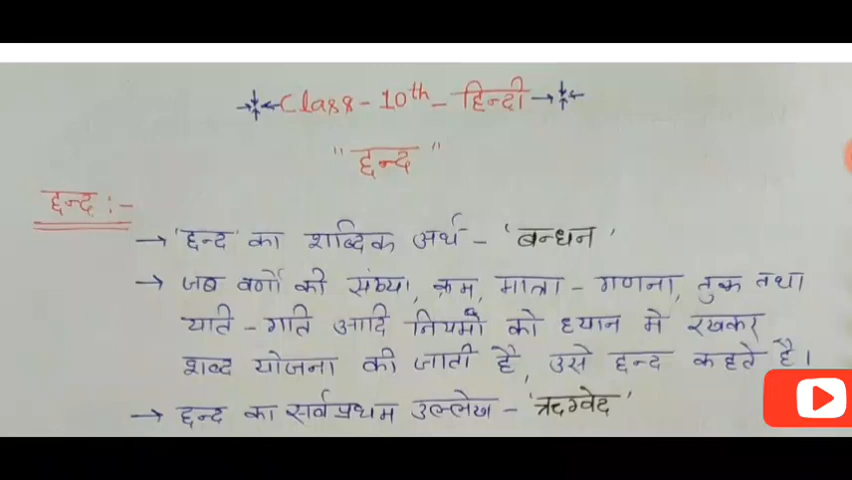 Class - 10th - हिन्दी
"छन्द"
छन्द :-
→ 'छन्द' का शाब्दिक अर्थ - 'बन्धन'
→ जब वर्णों की संख्या, क्रम, मात्रा - गणना, तुक तथा
यति - गति आदि नियमों को ध्यान में रखकर
शब्द योजना की जाती है, उसे छन्द कहते है।
→ छन्द का सर्वप्रथम उल्लेख - 'ऋग्वेद'